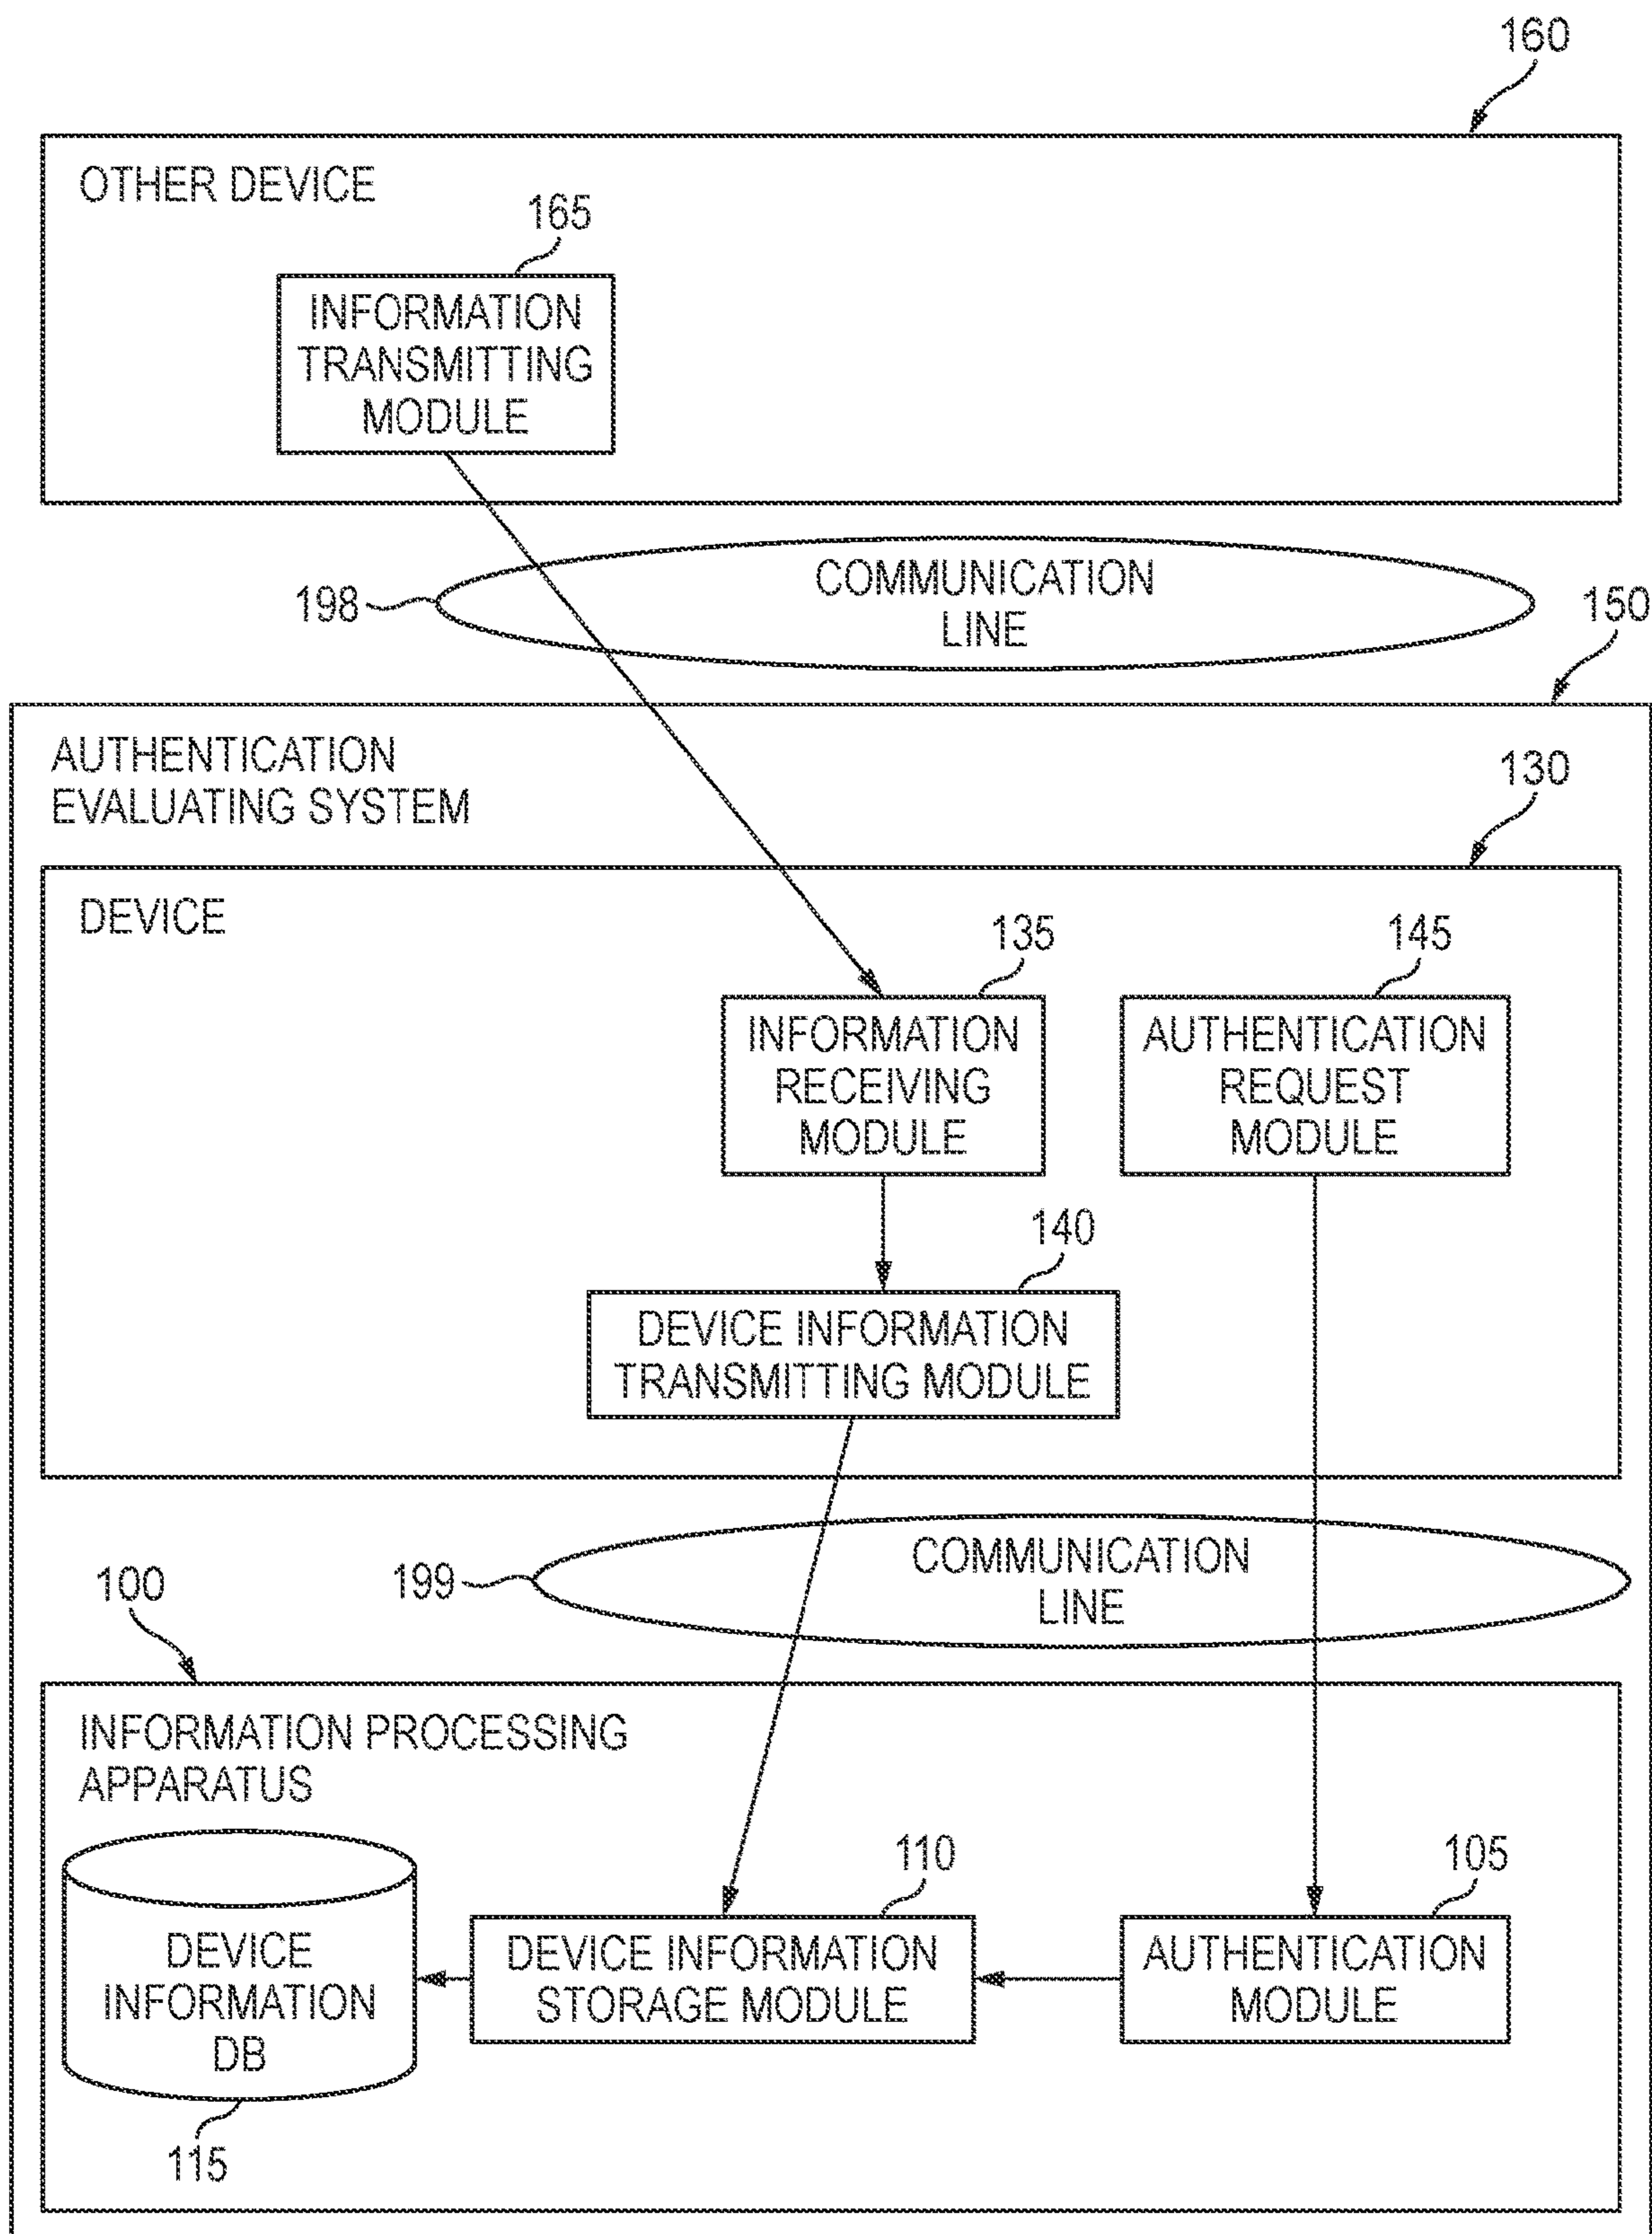 160
OTHER DEVICE
165
INFORMATION
TRANSMITTING
MODULE
COMMUNICATION
LINE
198
150
AUTHENTICATION
EVALUATING SYSTEM
130
DEVICE
135
145
INFORMATION
RECEIVING
MODULE
AUTHENTICATION
REQUEST
MODULE
140
DEVICE INFORMATION
TRANSMITTING MODULE
COMMUNICATION
LINE
199
100
INFORMATION PROCESSING
APPARATUS
110
105
DEVICE
INFORMATION
DB
DEVICE INFORMATION
STORAGE MODULE
AUTHENTICATION
MODULE
115